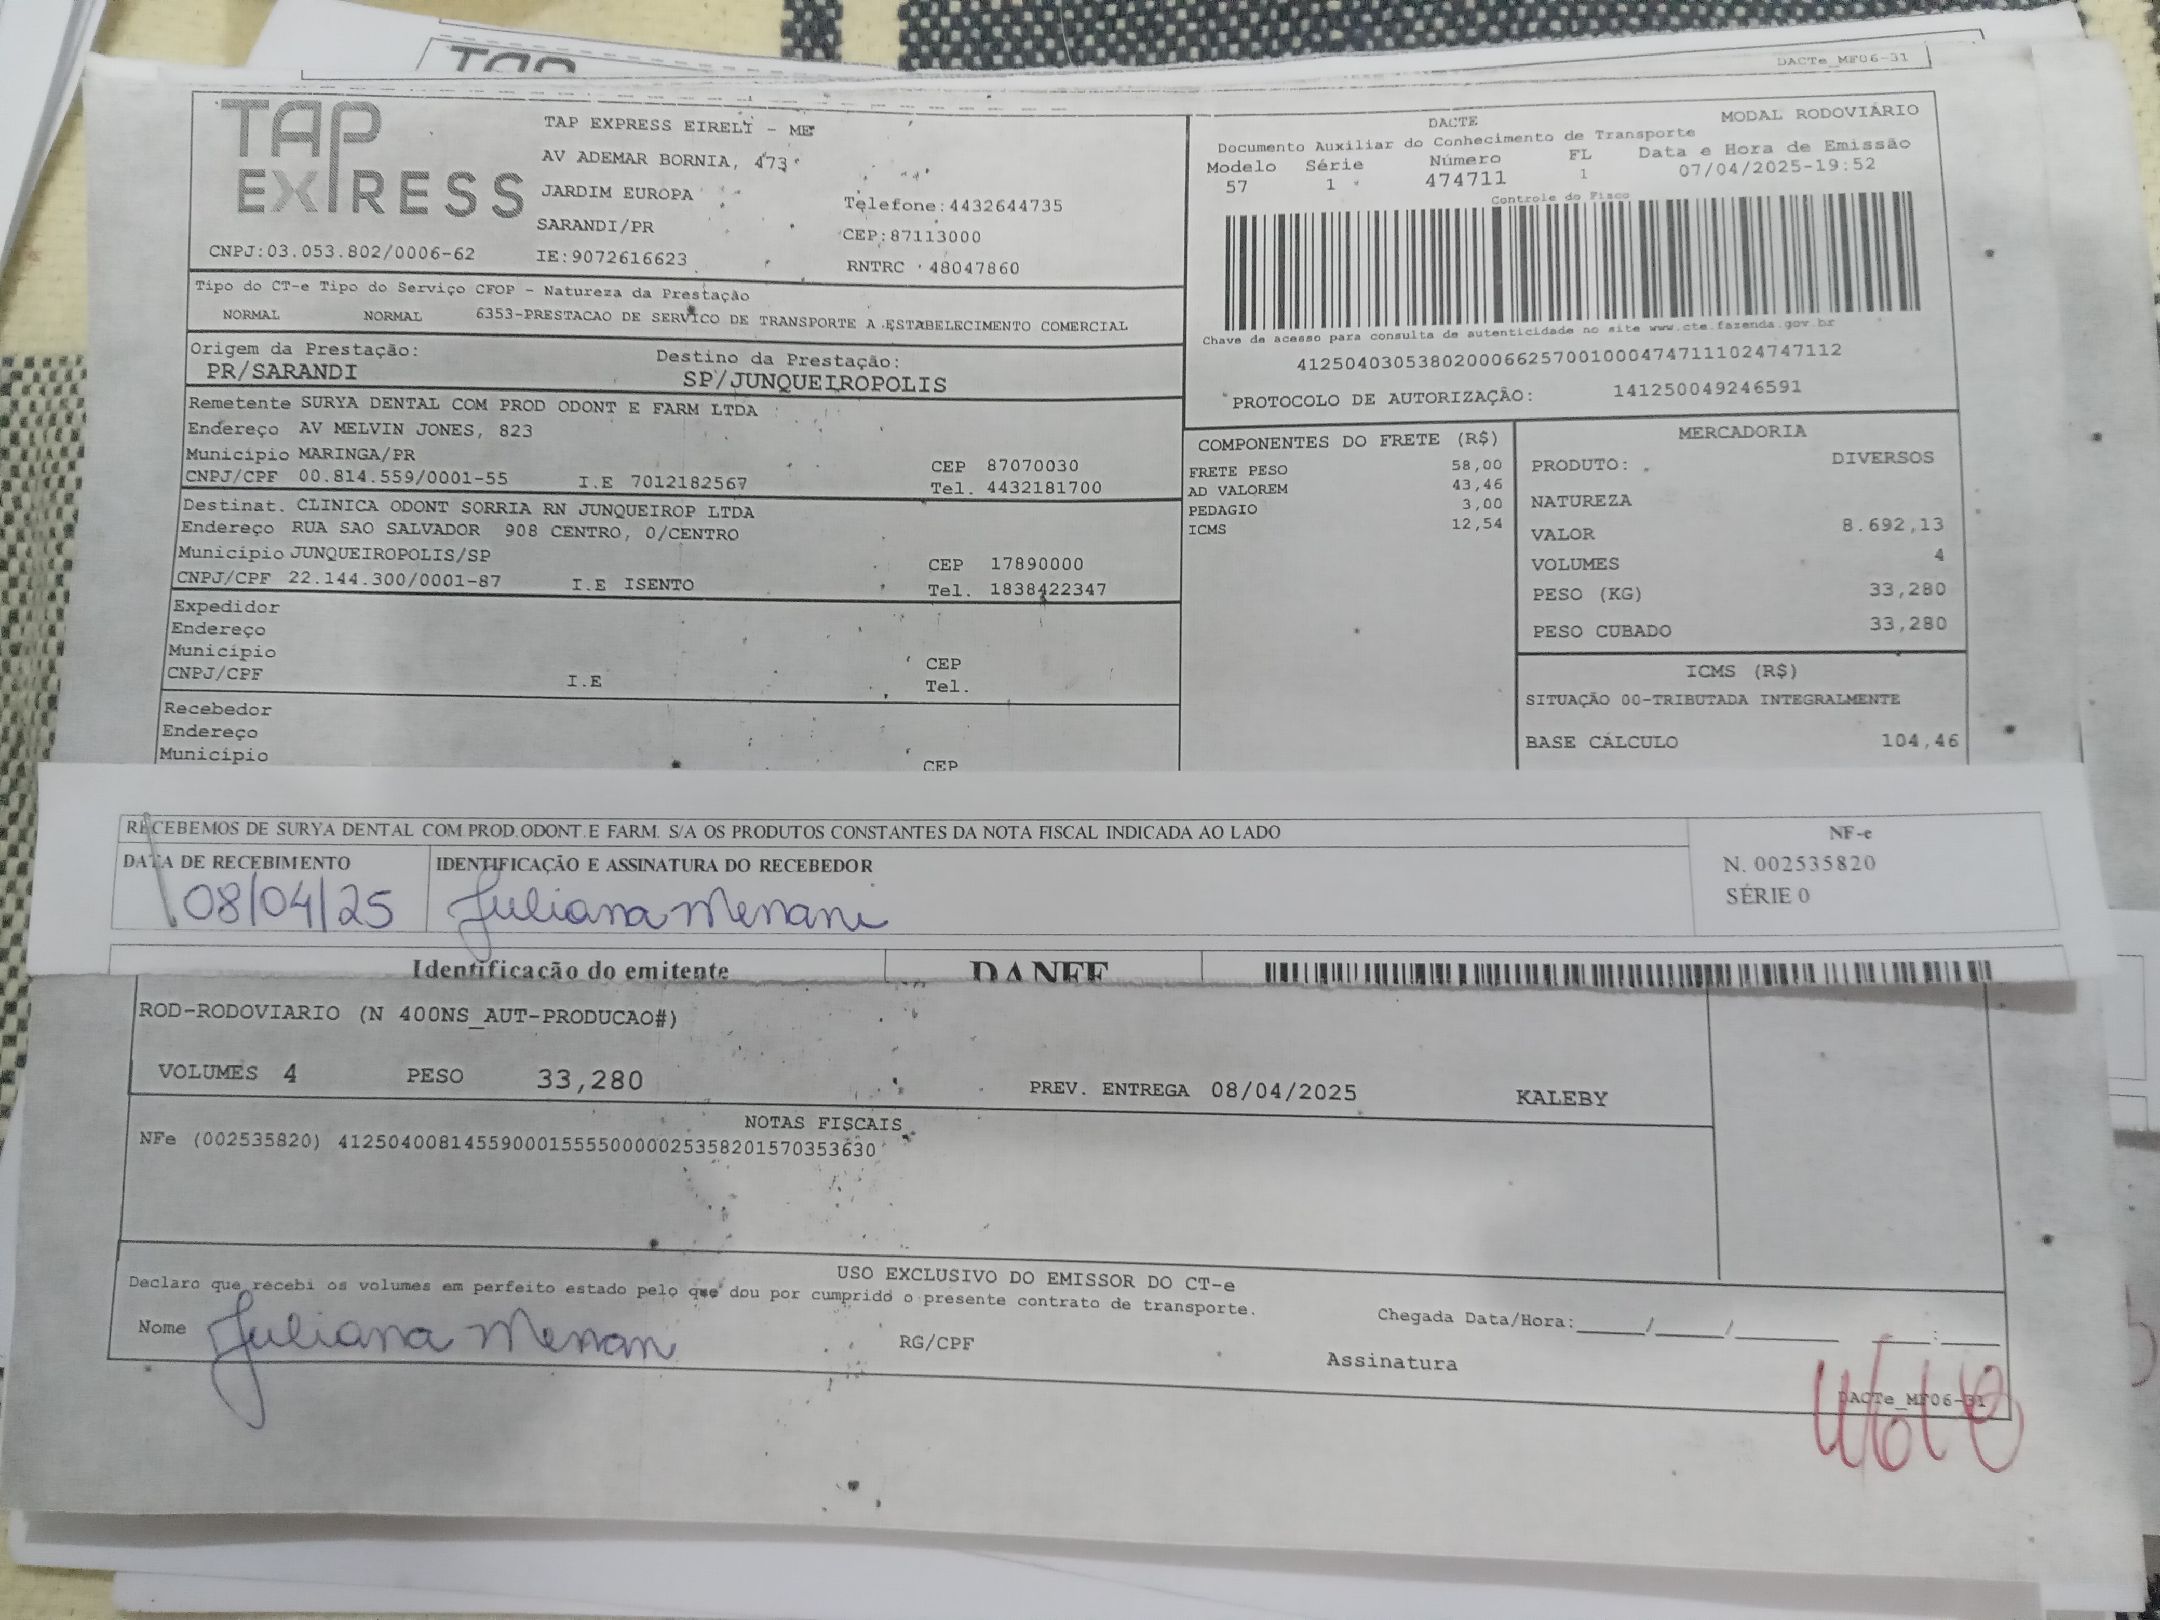 DACTe_MF06-31
TAP EXPRESS
TAP EXPRESS EIRELI - ME
AV ADEMAR BORNIA, 473
JARDIM EUROPA
Telefone:4432644735
SARANDI/PR
CEP:87113000
CNPJ:03.053.802/0006-62
IE:9072616623
RNTRC 48047860
DACTE
MODAL RODOVIÁRIO
Documento Auxiliar do Conhecimento de Transporte
Modelo Série Número FL Data e Hora de Emissão
57 1 474711 1 07/04/2025-19:52
Controle do Fisco
Chave de acesso para consulta de autenticidade no site www.cte.fazenda.gov.br
41250403053802000662570010004747111024747112
PROTOCOLO DE AUTORIZAÇÃO: 141250049246591
Tipo do CT-e Tipo do Serviço CFOP - Natureza da Prestação
NORMAL NORMAL 6353-PRESTACAO DE SERVICO DE TRANSPORTE A ESTABELECIMENTO COMERCIAL
Origem da Prestação: Destino da Prestação:
PR/SARANDI SP/JUNQUEIROPOLIS
Remetente SURYA DENTAL COM PROD ODONT E FARM LTDA
Endereço AV MELVIN JONES, 823
Município MARINGA/PR CEP 87070030
CNPJ/CPF 00.814.559/0001-55 I.E 7012182567 Tel. 4432181700
Destinat. CLINICA ODONT SORRIA RN JUNQUEIROP LTDA
Endereço RUA SAO SALVADOR 908 CENTRO, 0/CENTRO
Município JUNQUEIROPOLIS/SP CEP 17890000
CNPJ/CPF 22.144.300/0001-87 I.E ISENTO Tel. 1838422347
Expedidor
Endereço
Município CEP
CNPJ/CPF I.E Tel.
Recebedor
Endereço
Município CEP
COMPONENTES DO FRETE (R$)
FRETE PESO 58,00
AD VALOREM 43,46
PEDAGIO 3,00
ICMS 12,54
MERCADORIA
PRODUTO: DIVERSOS
NATUREZA
VALOR 8.692,13
VOLUMES 4
PESO (KG) 33,280
PESO CUBADO 33,280
ICMS (R$)
SITUAÇÃO 00-TRIBUTADA INTEGRALMENTE
BASE CÁLCULO 104,46
RECEBEMOS DE SURYA DENTAL COM PROD.ODONT.E FARM. S/A OS PRODUTOS CONSTANTES DA NOTA FISCAL INDICADA AO LADO
NF-e
DATA DE RECEBIMENTO IDENTIFICAÇÃO E ASSINATURA DO RECEBEDOR
N. 002535820
08/04/25 Juliana Menani
SÉRIE 0
Identificação do emitente DANFE
ROD-RODOVIARIO (N 400NS_AUT-PRODUCAO#)
VOLUMES 4 PESO 33,280 PREV. ENTREGA 08/04/2025 KALEBY
NOTAS FISCAIS
NFe (002535820) 41250400814559000155550000025358201570353630
USO EXCLUSIVO DO EMISSOR DO CT-e
Declaro que recebi os volumes em perfeito estado pelo que dou por cumprido o presente contrato de transporte.
Chegada Data/Hora:_____/_____/_______ ____:____
Nome Juliana Menan RG/CPF Assinatura
DACTe_MF06-31